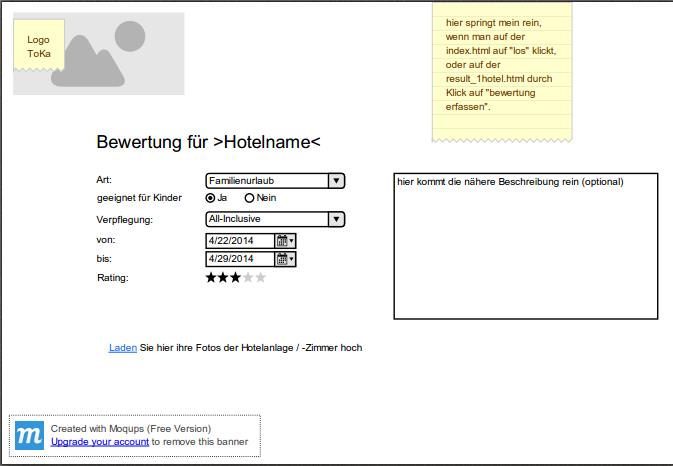 Logo
ToKa
hier springt mein rein,
wenn man auf der
index.html auf "los" klickt,
oder auf der
result_1hotel.html durch
Klick auf "bewertung
erfassen".
Bewertung für >Hotelname<
Art: Familienurlaub
geeignet für Kinder Ja Nein
Verpflegung: All-Inclusive
von: 4/22/2014
bis: 4/29/2014
Rating:
hier kommt die nähere Beschreibung rein (optional)
Laden Sie hier ihre Fotos der Hotelanlage / -Zimmer hoch
m
Created with Moqups (Free Version)
Upgrade your account to remove this banner